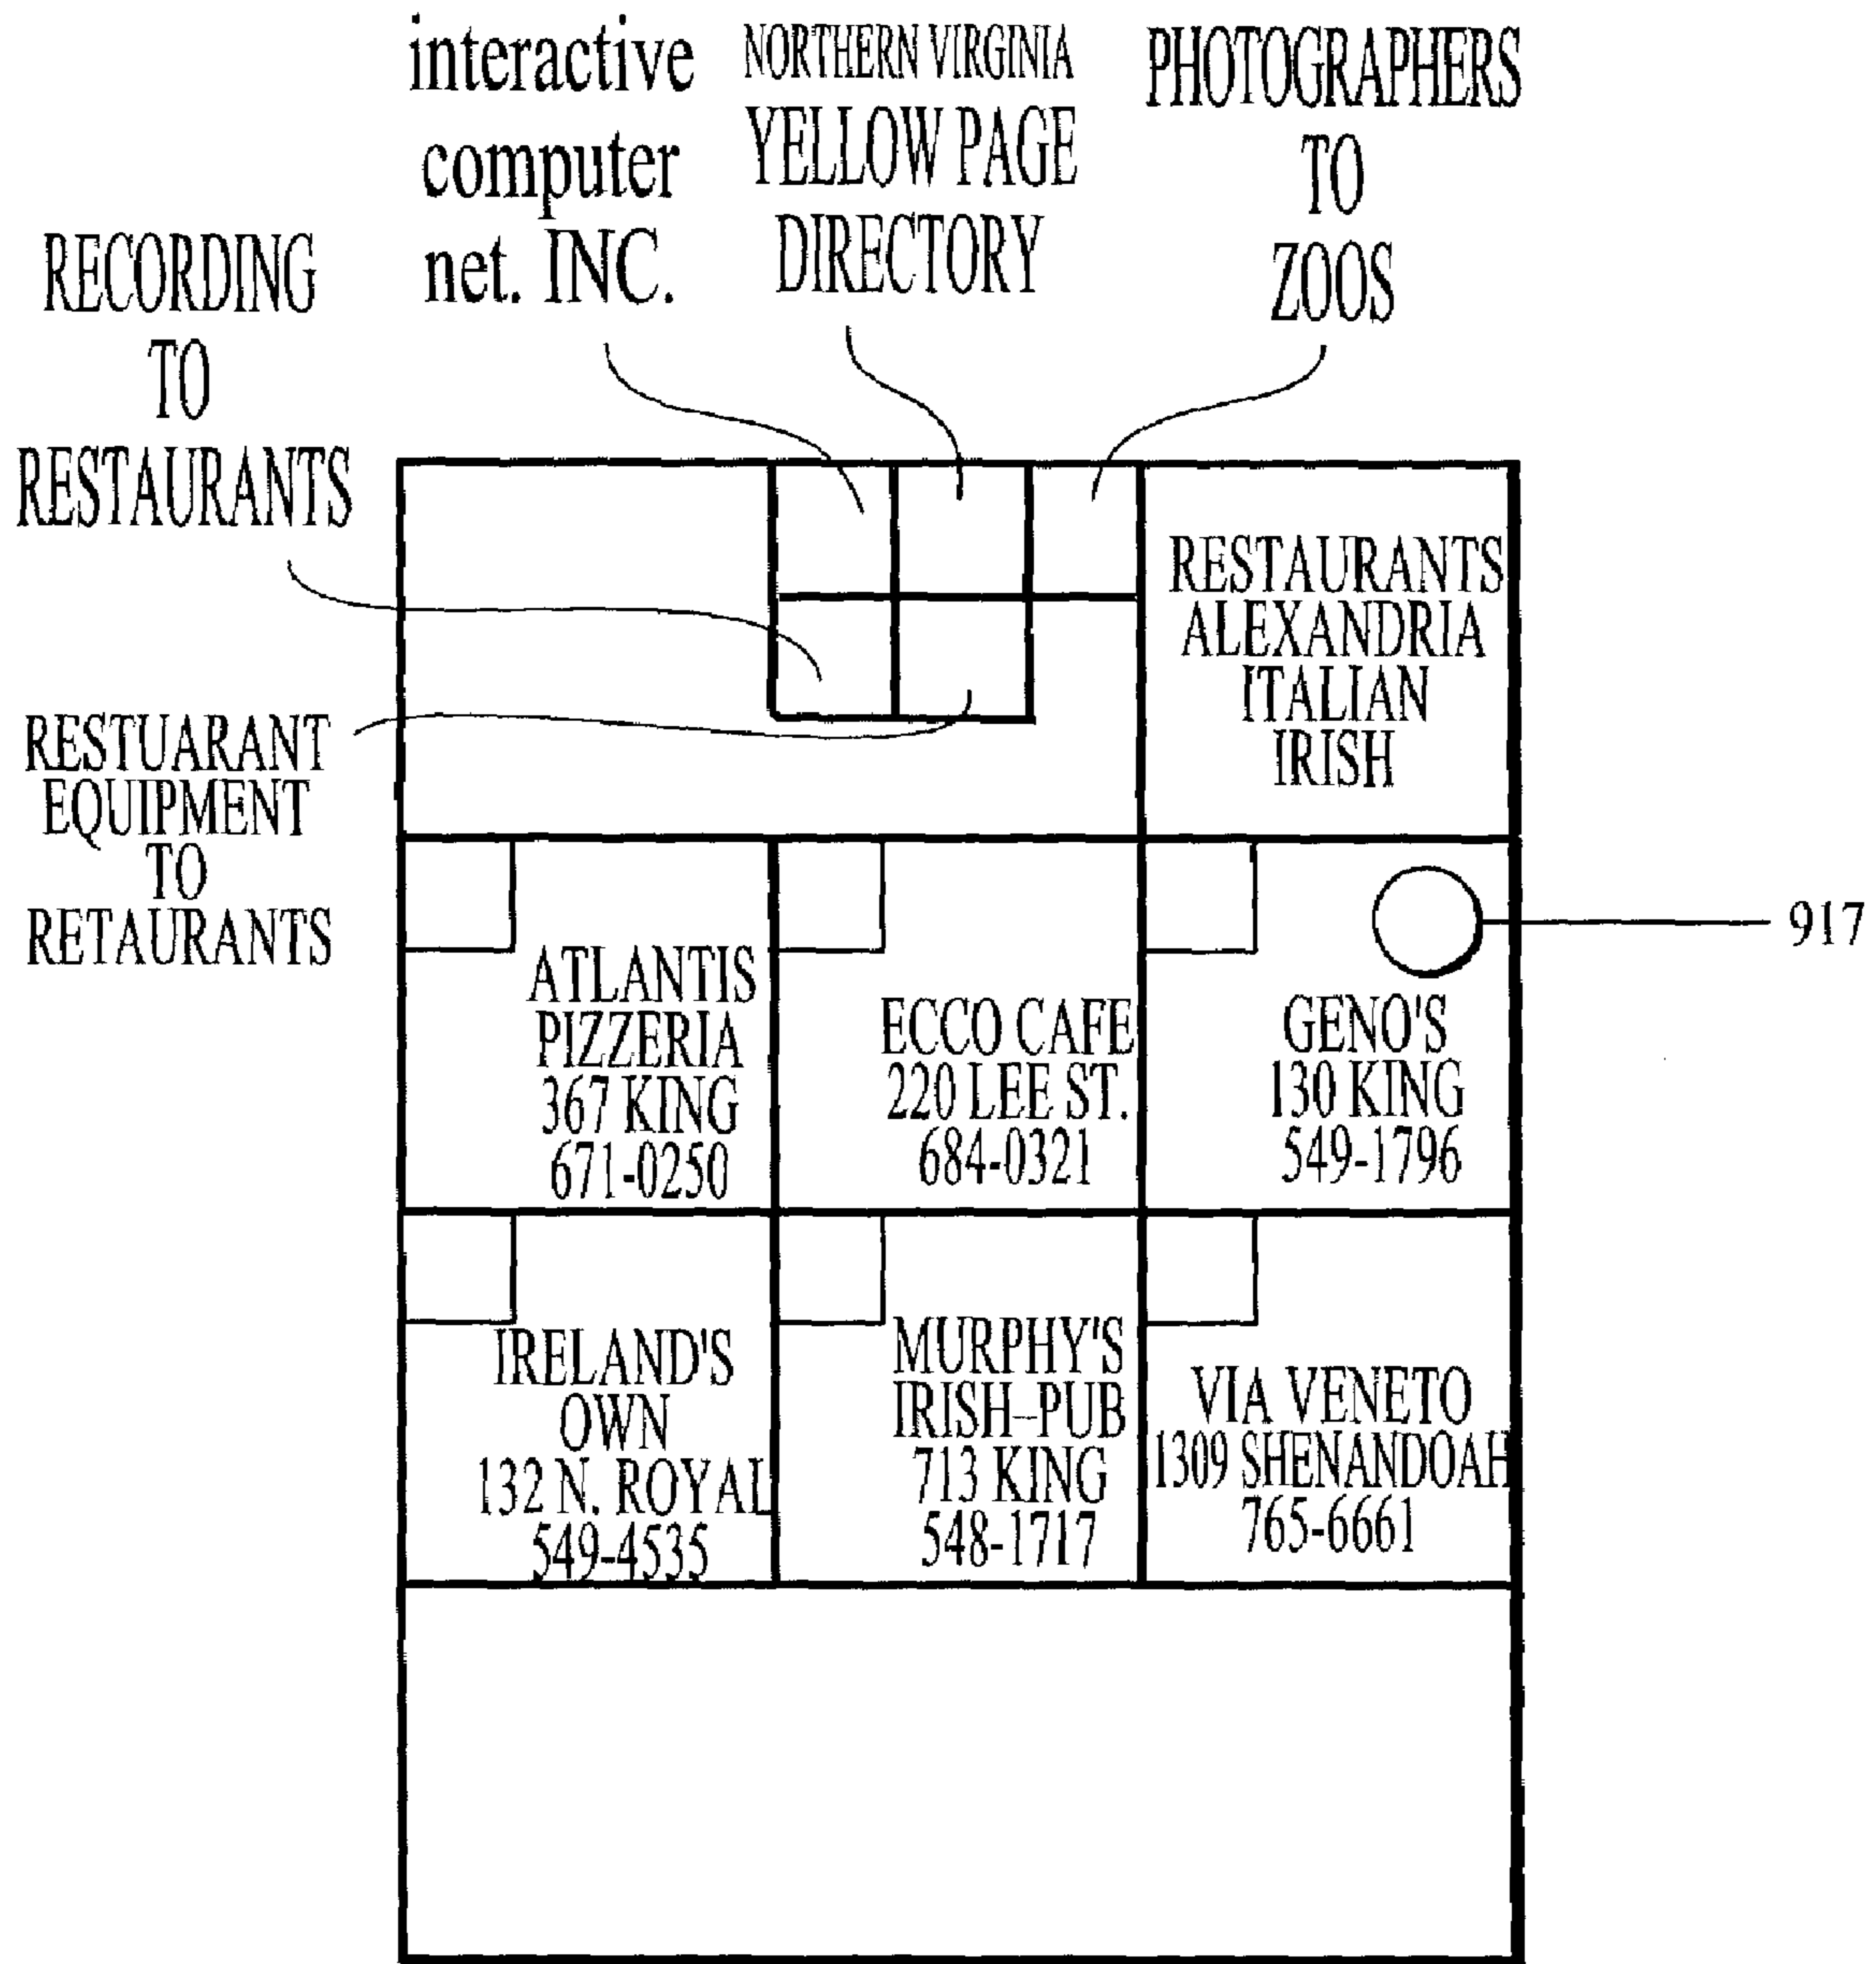 interactive
computer
net. INC.
NORTHERN VIRGINIA
YELLOW PAGE
DIRECTORY
PHOTOGRAPHERS
TO
ZOOS
RECORDING
TO
RESTAURANTS
RESTUARANT
EQUIPMENT
TO
RETAURANTS
RESTAURANTS
ALEXANDRIA
ITALIAN
IRISH
917
ATLANTIS
PIZZERIA
367 KING
671-0250
ECCO CAFE
220 LEE ST.
684-0321
GENO'S
130 KING
549-1796
IRELAND'S
OWN
132 N. ROYAL
549-4535
MURPHY'S
IRISH-PUB
713 KING
548-1717
VIA VENETO
1309 SHENANDOAH
765-6661